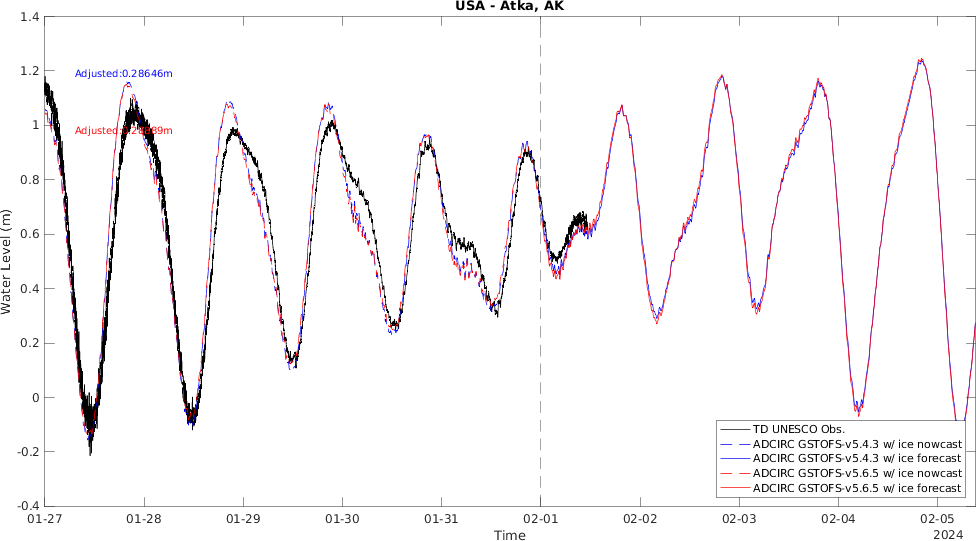 USA - Atka, AK
1.4
1.2
1
0.8
0.6
0.4
0.2
0
-0.2
-0.4
Water Level (m)
Adjusted:0.28646m
TD UNESCO Obs.
ADCIRC GSTOFS-v5.4.3 w/ ice nowcast
ADCIRC GSTOFS-v5.4.3 w/ ice forecast
ADCIRC GSTOFS-v5.6.5 w/ ice nowcast
ADCIRC GSTOFS-v5.6.5 w/ ice forecast
01-27 01-28 01-29 01-30 01-31 02-01 02-02 02-03 02-04 02-05
Time
2024